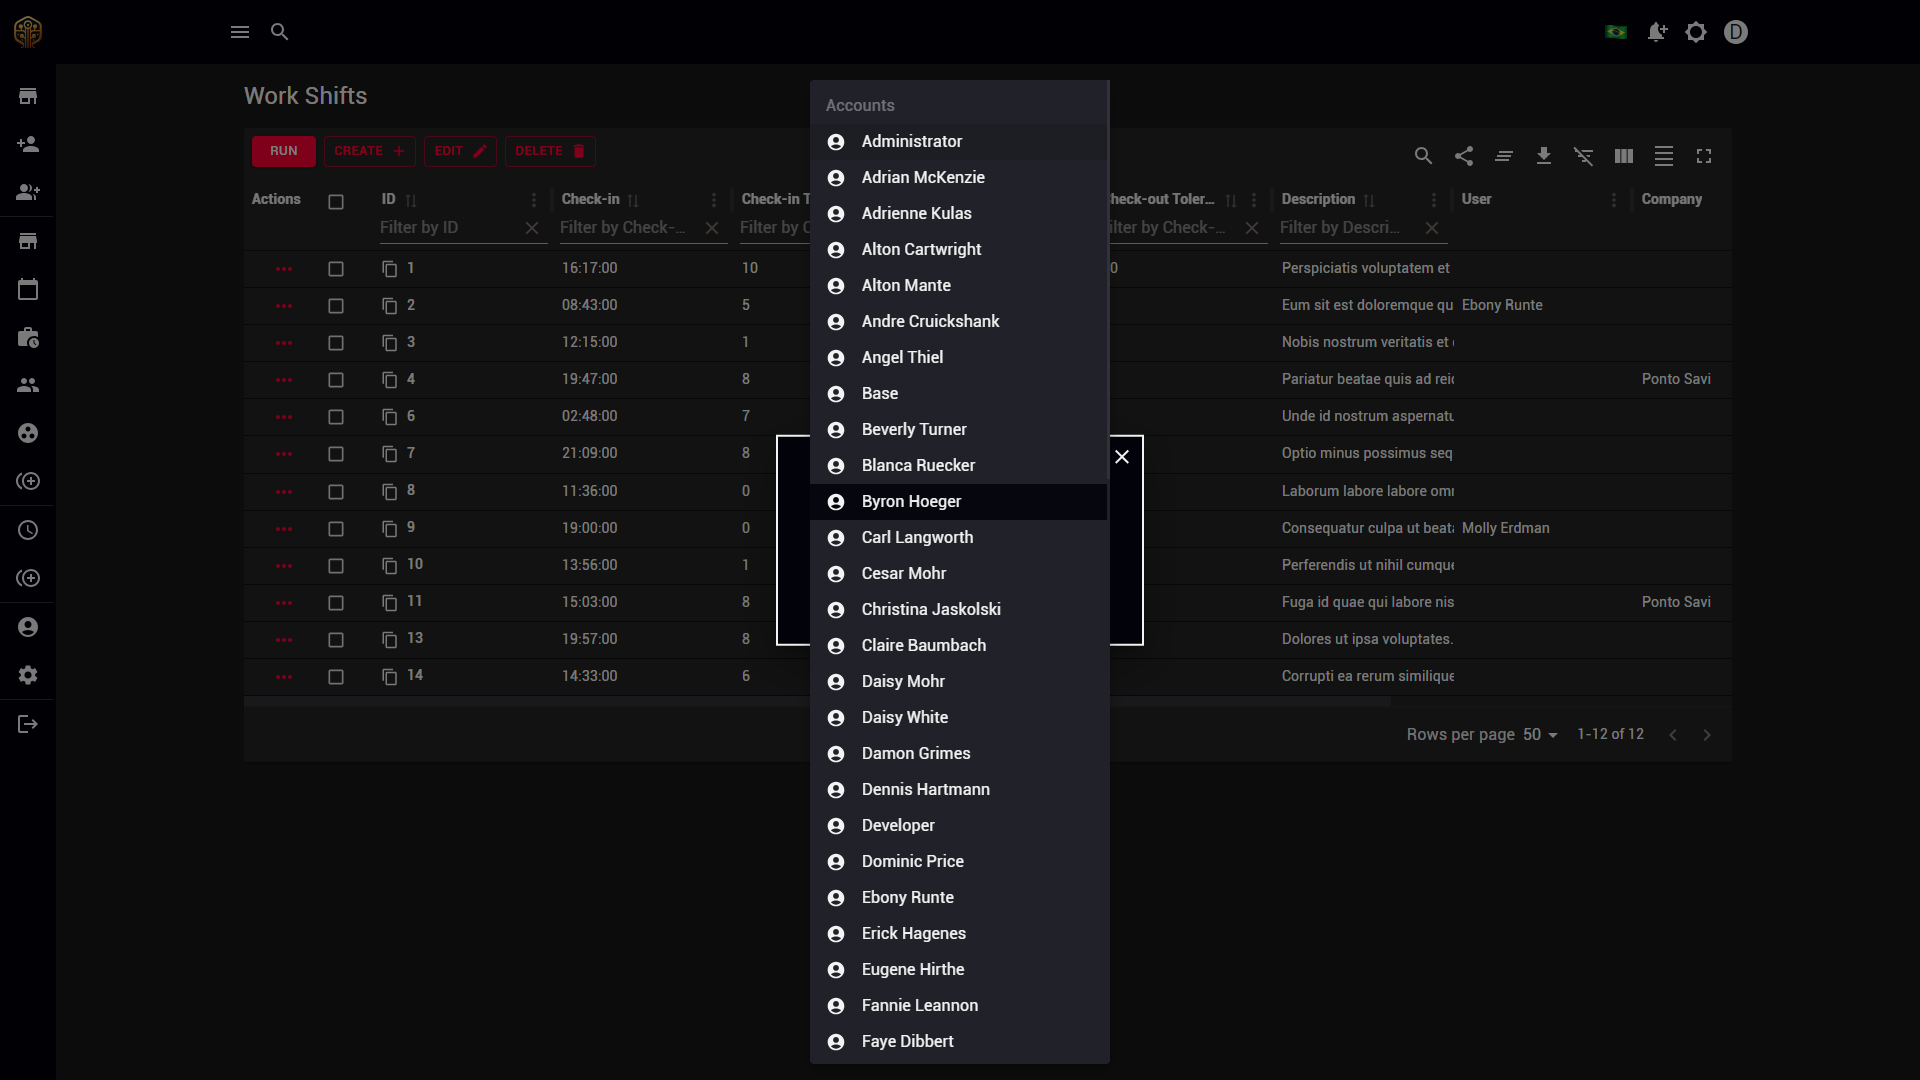 D
Work Shifts
RUN
CREATE
EDIT
DELETE
Actions
ID
Check-in
Check-in T
heck-out Toler...
Description
User
Company
Filter by ID
Filter by Check-...
Filter by C
ilter by Check-...
Filter by Descri...
1 16:17:00 10 0 Perspiciatis voluptatem et
2 08:43:00 5 Eum sit est doloremque qu Ebony Runte
3 12:15:00 1 Nobis nostrum veritatis et
4 19:47:00 8 Pariatur beatae quis ad reic Ponto Savi
6 02:48:00 7 Unde id nostrum aspernatu
7 21:09:00 8 Optio minus possimus seq
8 11:36:00 0 Laborum labore labore omn
9 19:00:00 0 Consequatur culpa ut beata Molly Erdman
10 13:56:00 1 Perferendis ut nihil cumque
11 15:03:00 8 Fuga id quae qui labore nis Ponto Savi
13 19:57:00 8 Dolores ut ipsa voluptates.
14 14:33:00 6 Corrupti ea rerum similique
Rows per page 50 1-12 of 12
Accounts
Administrator
Adrian McKenzie
Adrienne Kulas
Alton Cartwright
Alton Mante
Andre Cruickshank
Angel Thiel
Base
Beverly Turner
Blanca Ruecker
Byron Hoeger
Carl Langworth
Cesar Mohr
Christina Jaskolski
Claire Baumbach
Daisy Mohr
Daisy White
Damon Grimes
Dennis Hartmann
Developer
Dominic Price
Ebony Runte
Erick Hagenes
Eugene Hirthe
Fannie Leannon
Faye Dibbert